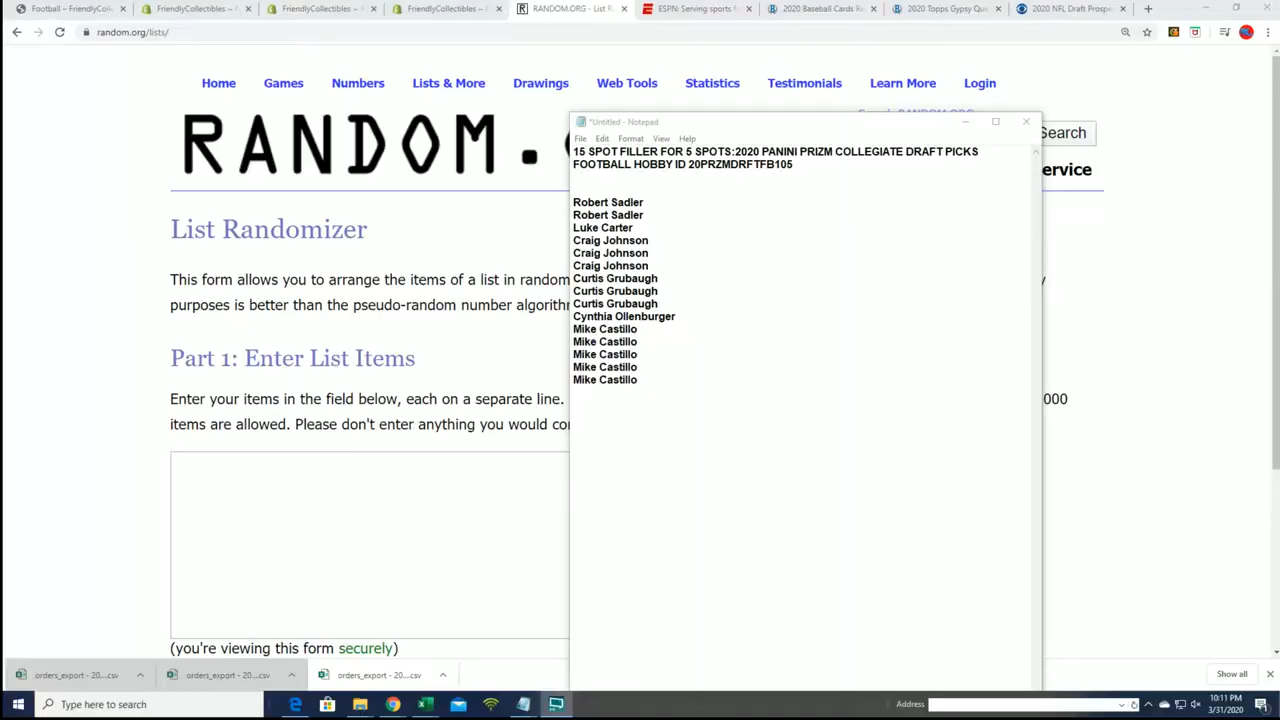 Football – FriendlyCollectibles
FriendlyCollectibles ~
FriendlyCollectibles ~
FriendlyCollectibles ~
RANDOM.ORG - List R
ESPN: Serving sports f
2020 Baseball Cards R
2020 Topps Gypsy Qu
2020 NFL Draft Prosp
random.org/lists/
Home Games Numbers Lists & More Drawings Web Tools Statistics Testimonials Learn More Login
Search RANDOM.ORG
RANDOM.
Search
ervice
*Untitled - Notepad
File Edit Format View Help
15 SPOT FILLER FOR 5 SPOTS:2020 PANINI PRIZM COLLEGIATE DRAFT PICKS
FOOTBALL HOBBY ID 20PRZMDRFTFB105
Robert Sadler
Robert Sadler
Luke Carter
Craig Johnson
Craig Johnson
Craig Johnson
Curtis Grubaugh
Curtis Grubaugh
Curtis Grubaugh
Cynthia Ollenburger
Mike Castillo
Mike Castillo
Mike Castillo
Mike Castillo
Mike Castillo
List Randomizer
This form allows you to arrange the items of a list in random
y
purposes is better than the pseudo-random number algorithm
Part 1: Enter List Items
Enter your items in the field below, each on a separate line.
000
items are allowed. Please don't enter anything you would co
(you're viewing this form securely)
orders_export - 20....csv
orders_export - 20....csv
orders_export - 20....csv
Show all
Type here to search
Address
10:11 PM
3/31/2020